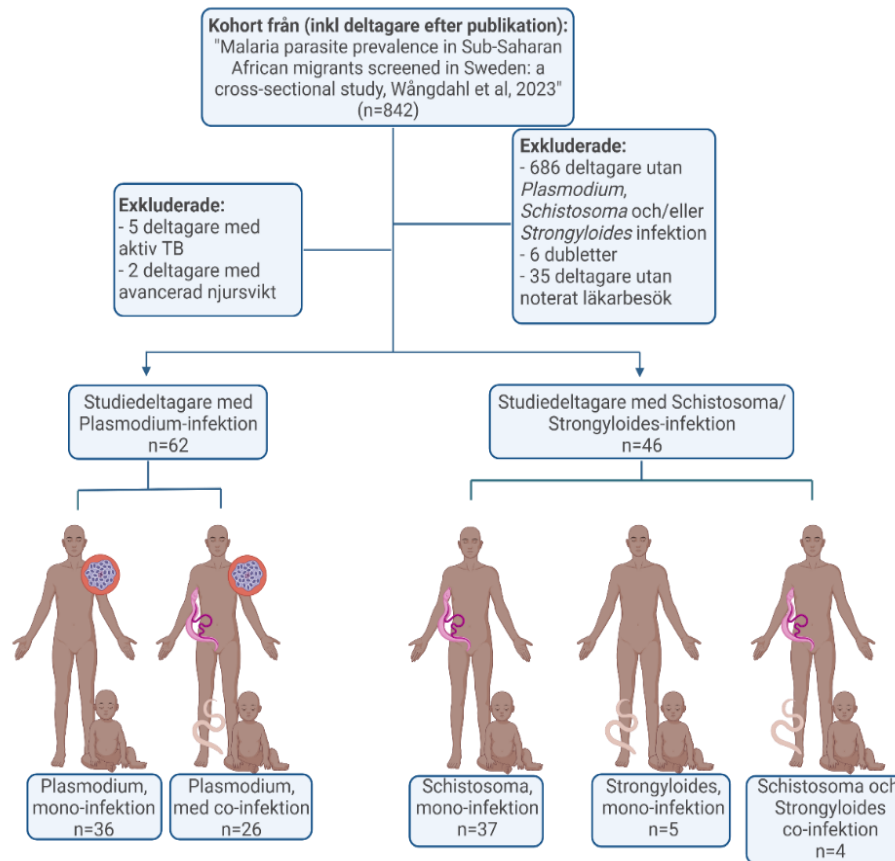 Kohort från (inkl deltagare efter publikation):
"Malaria parasite prevalence in Sub-Saharan
African migrants screened in Sweden: a
cross-sectional study, Wångdahl et al, 2023"
(n=842)
Exkluderade:
- 5 deltagare med
aktiv TB
- 2 deltagare med
avancerad njursvikt
Exkluderade:
- 686 deltagare utan
Plasmodium,
Schistosoma och/eller
Strongyloides infektion
- 6 dubletter
- 35 deltagare utan
noterat läkarbesök
Studiedeltagare med
Plasmodium-infektion
n=62
Studiedeltagare med Schistosoma/
Strongyloides-infektion
n=46
Plasmodium,
mono-infektion
n=36
Plasmodium,
med co-infektion
n=26
Schistosoma,
mono-infektion
n=37
Strongyloides,
mono-infektion
n=5
Schistosoma och
Strongyloides
co-infektion
n=4